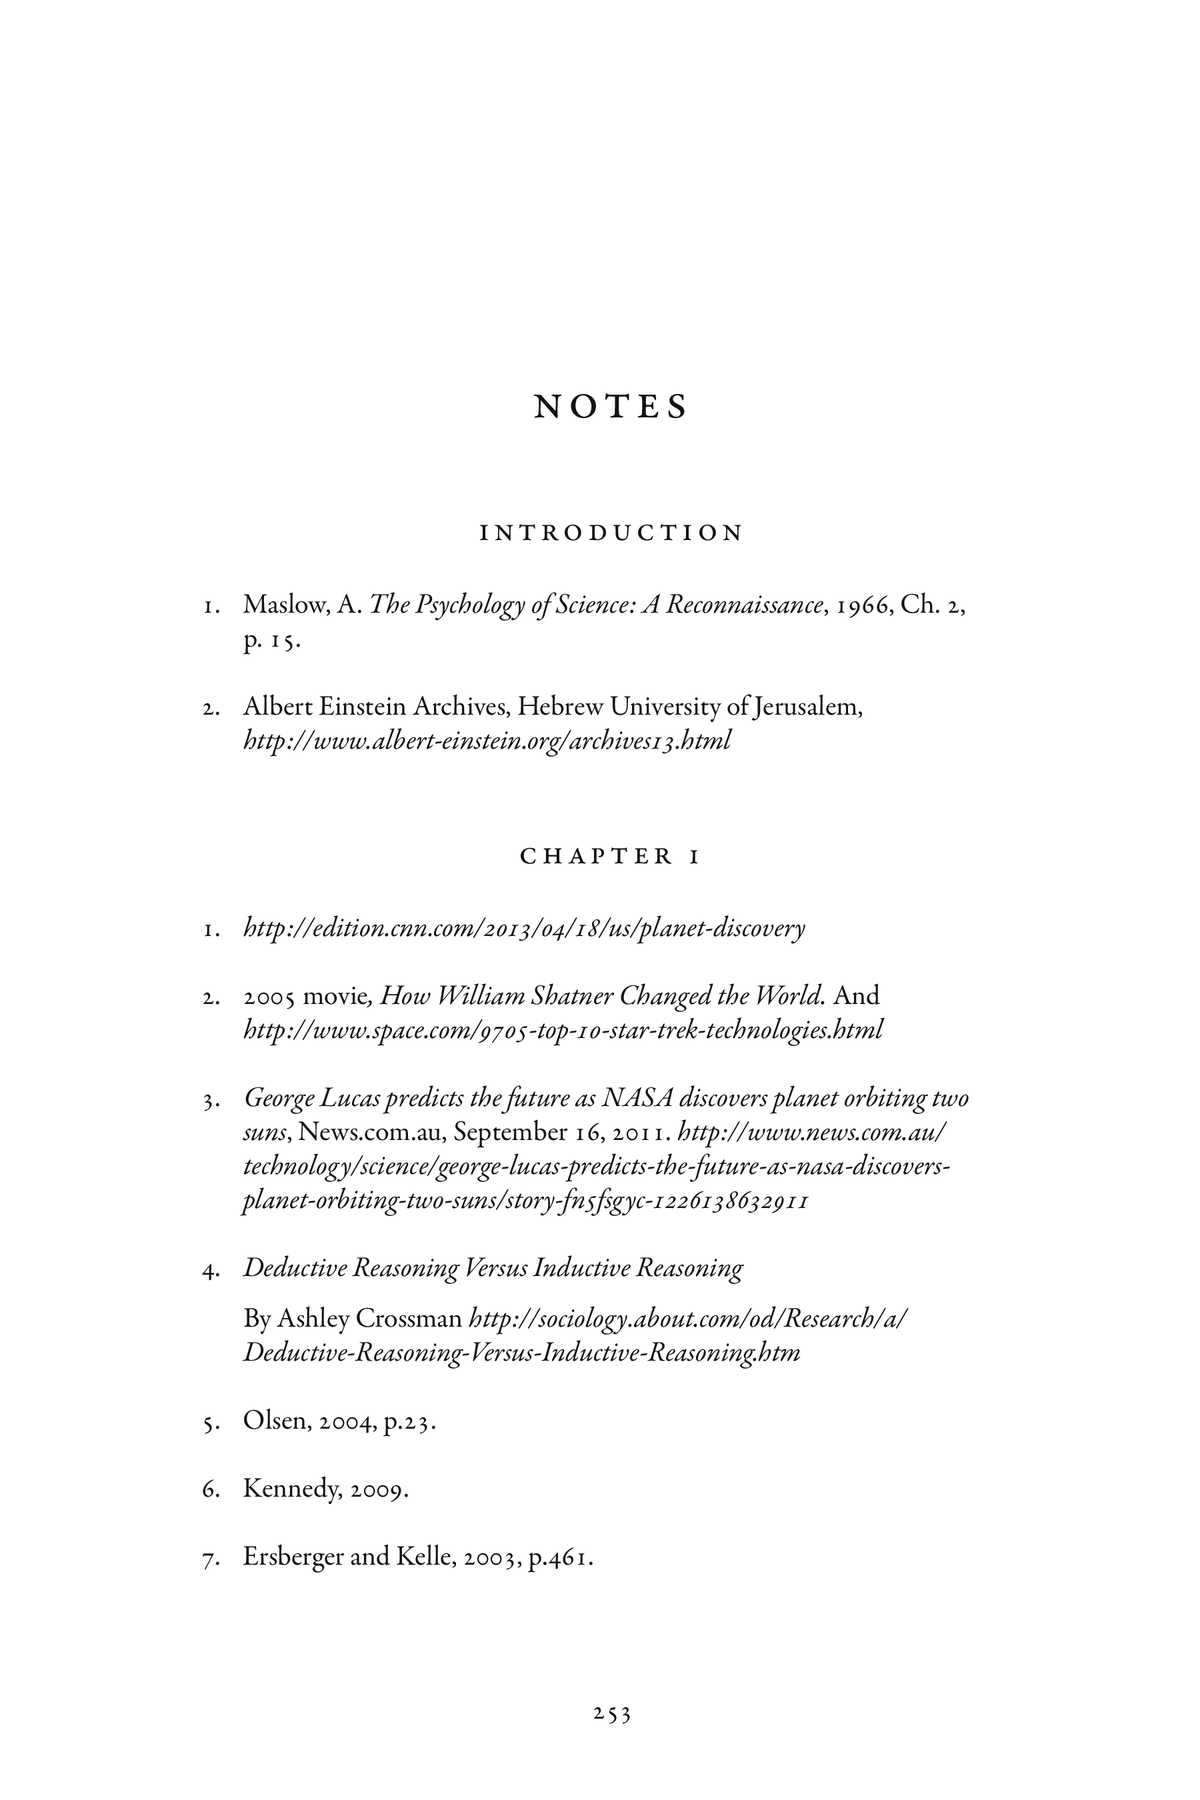 NOTES
INTRODUCTION
1. Maslow, A. The Psychology of Science: A Reconnaissance, 1966, Ch. 2,
p. 15.
2. Albert Einstein Archives, Hebrew University of Jerusalem,
http://www.albert-einstein.org/archives13.html
CHAPTER 1
1. http://edition.cnn.com/2013/04/18/us/planet-discovery
2. 2005 movie, How William Shatner Changed the World. And
http://www.space.com/9705-top-10-star-trek-technologies.html
3. George Lucas predicts the future as NASA discovers planet orbiting two
suns, News.com.au, September 16, 2011. http://www.news.com.au/
technology/science/george-lucas-predicts-the-future-as-nasa-discovers-
planet-orbiting-two-suns/story-fn5fsgyc-1226138632911
4. Deductive Reasoning Versus Inductive Reasoning
By Ashley Crossman http://sociology.about.com/od/Research/a/
Deductive-Reasoning-Versus-Inductive-Reasoning.htm
5. Olsen, 2004, p.23.
6. Kennedy, 2009.
7. Ersberger and Kelle, 2003, p.461.
253